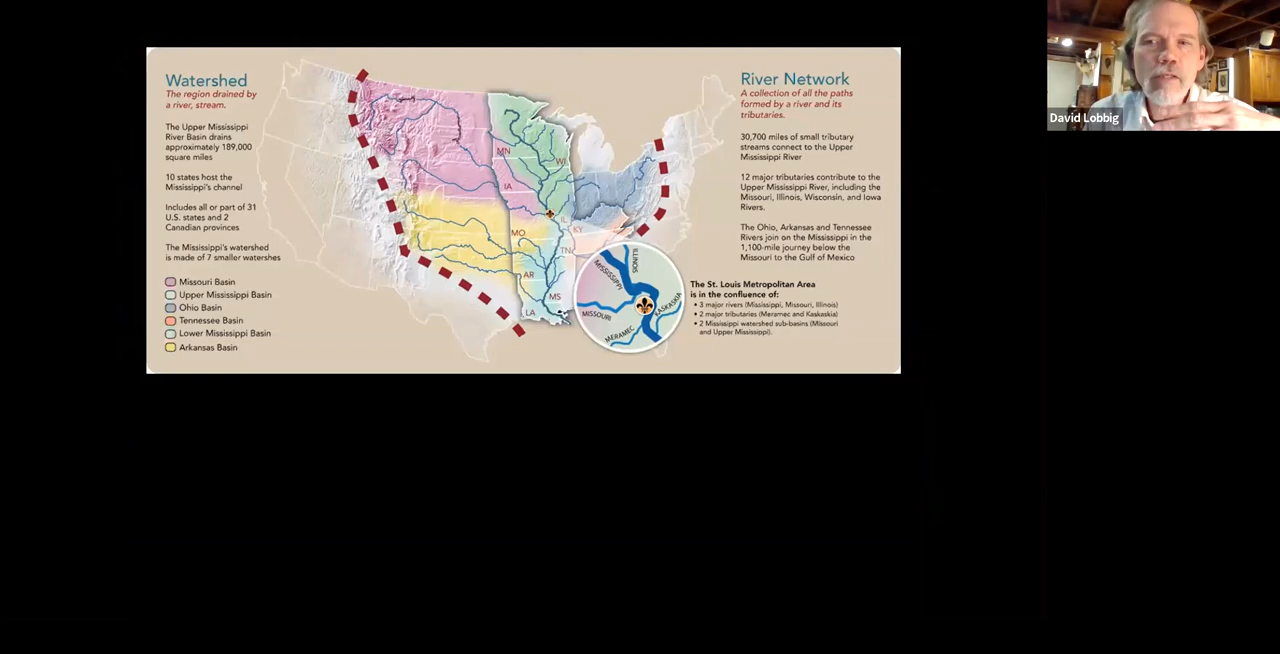 Watershed
The region drained by
a river, stream.
The Upper Mississippi
River Basin drains
approximately 189,000
square miles
10 states host the
Mississippi's channel
Includes all or part of 31
U.S. states and 2
Canadian provinces
The Mississippi's watershed
is made of 7 smaller watershes
Missouri Basin
Upper Mississippi Basin
Ohio Basin
Tennessee Basin
Lower Mississippi Basin
Arkansas Basin
MN
WI
IA
IL
MO
KY
TN
AR
MS
LA
ILLINOIS
MISSISSIPPI
MISSOURI
KASKASKIA
MERAMEC
River Network
A collection of all the paths
formed by a river and its
tributaries.
30,700 miles of small tributary
streams connect to the Upper
Mississippi River
12 major tributaries contribute to the
Upper Mississippi River, including the
Missouri, Illinois, Wisconsin, and Iowa
Rivers.
The Ohio, Arkansas and Tennessee
Rivers join on the Mississippi in the
1,100-mile journey below the
Missouri to the Gulf of Mexico
The St. Louis Metropolitan Area
is in the confluence of:
• 3 major rivers (Mississippi, Missouri, Illinois)
• 2 major tributaries (Meramec and Kaskaskia)
• 2 Mississippi watershed sub-basins (Missouri
and Upper Mississippi).
David Lobbig